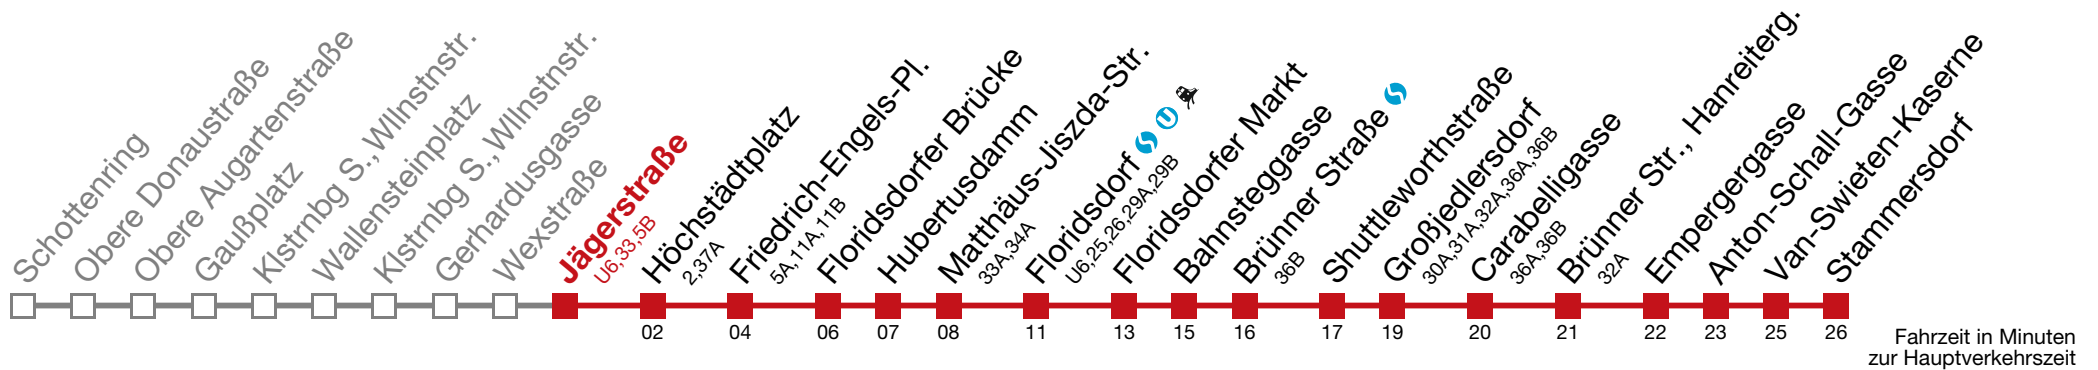 Schottenring
Obere Donaustraße
Obere Augartenstraße
Gaußplatz
Klstrnbg S., Wllnstnstr.
Wallensteinplatz
Klstrnbg S., Wllnstnstr.
Gerhardusgasse
Wexstraße
Jägerstraße
U6,33,5B
Höchstädtplatz
2,37A
Friedrich-Engels-Pl.
5A,11A,11B
Floridsdorfer Brücke
Hubertusdamm
Matthäus-Jiszda-Str.
33A,34A
Floridsdorf U
U6,25,26,29A,29B
Floridsdorfer Markt
Bahnsteggasse
Brünner Straße
36B
Shuttleworthstraße
Großjedlersdorf
30A,31A,32A,36A,36B
Carabelligasse
36A,36B
Brünner Str., Hanreiterg.
32A
Empergergasse
Anton-Schall-Gasse
Van-Swieten-Kaserne
Stammersdorf
02 04 06 07 08 11 13 15 16 17 19 20 21 22 23 25 26
Fahrzeit in Minuten
zur Hauptverkehrszeit